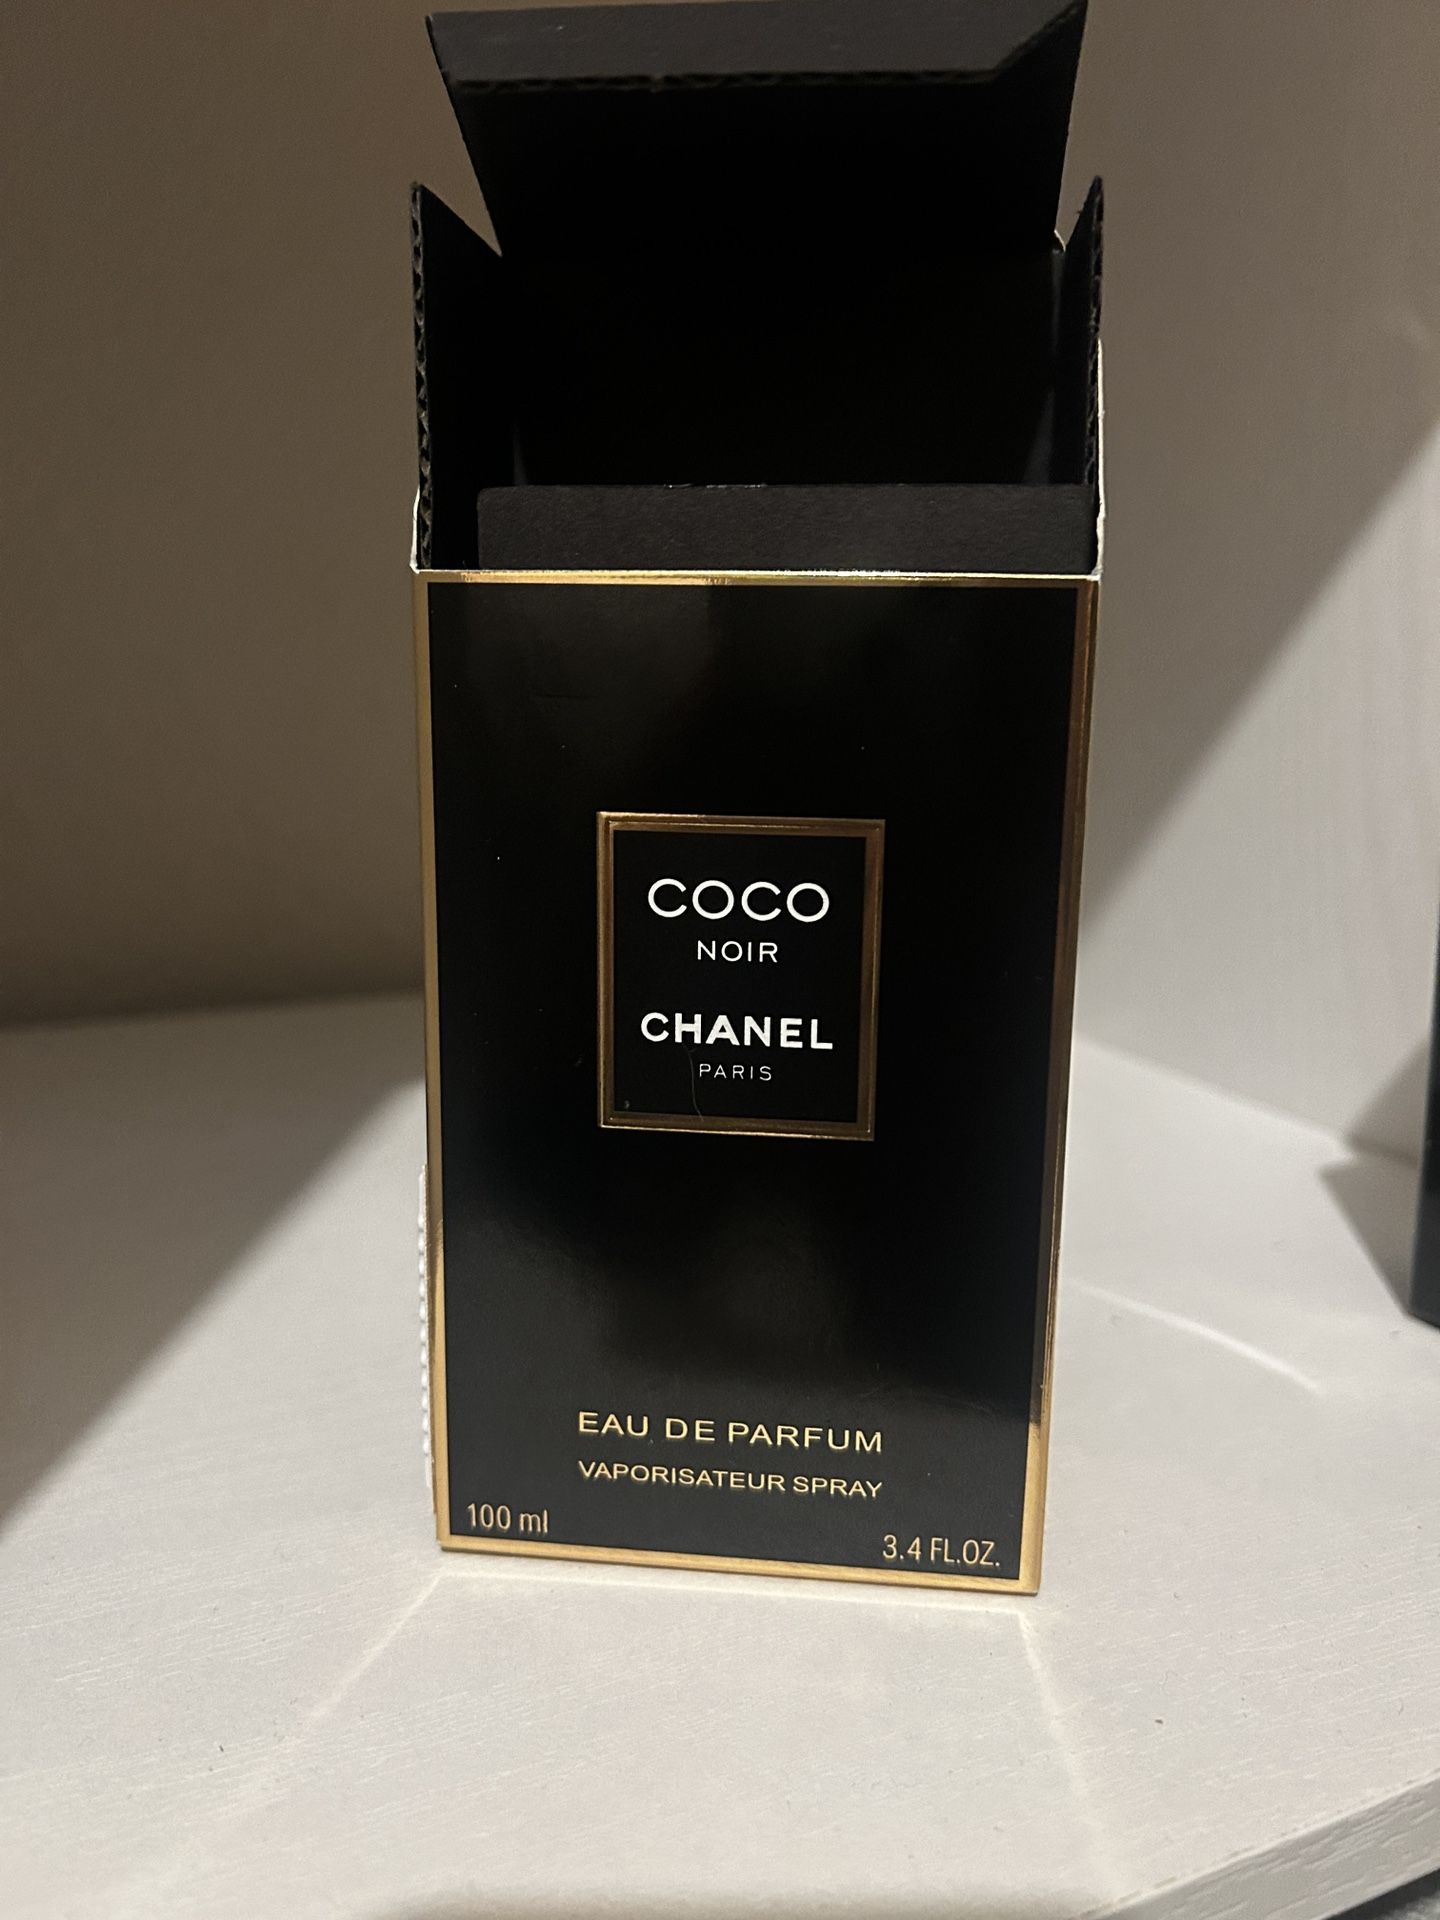 COCO
NOIR
CHANEL
PARIS
EAU DE PARFUM
VAPORISATEUR SPRAY
100 ml
3.4 FL.OZ.